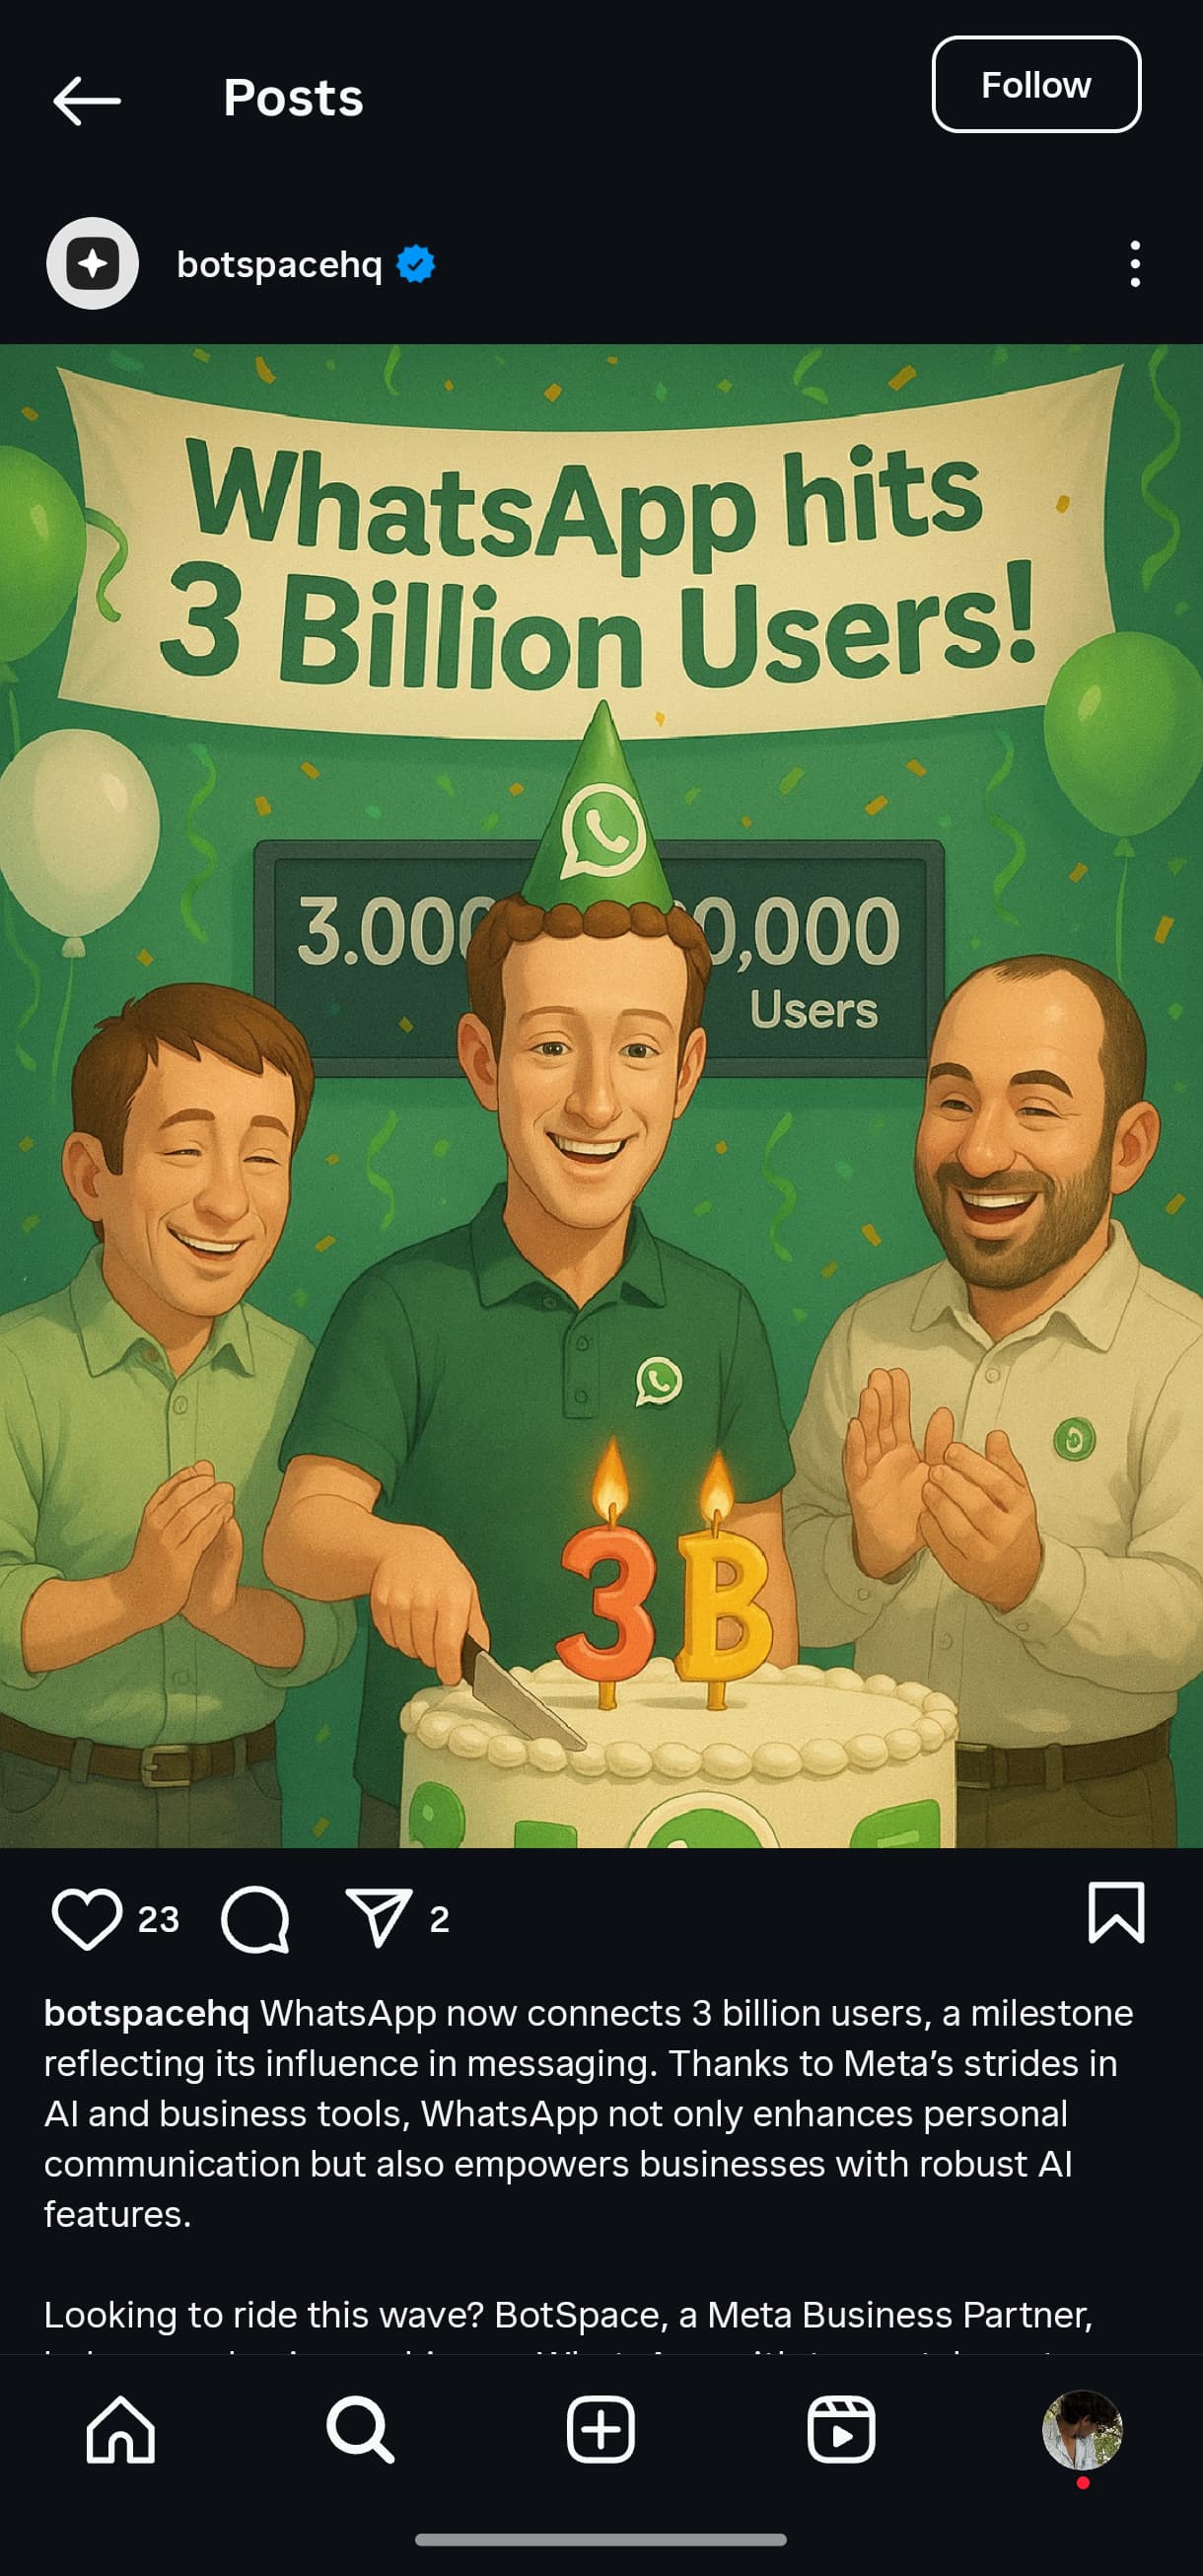 Posts
Follow
botspacehq
WhatsApp hits
3 Billion Users!
3.000
0,000
Users
3 B
23
2
botspacehq WhatsApp now connects 3 billion users, a milestone
reflecting its influence in messaging. Thanks to Meta’s strides in
AI and business tools, WhatsApp not only enhances personal
communication but also empowers businesses with robust AI
features.
Looking to ride this wave? BotSpace, a Meta Business Partner,